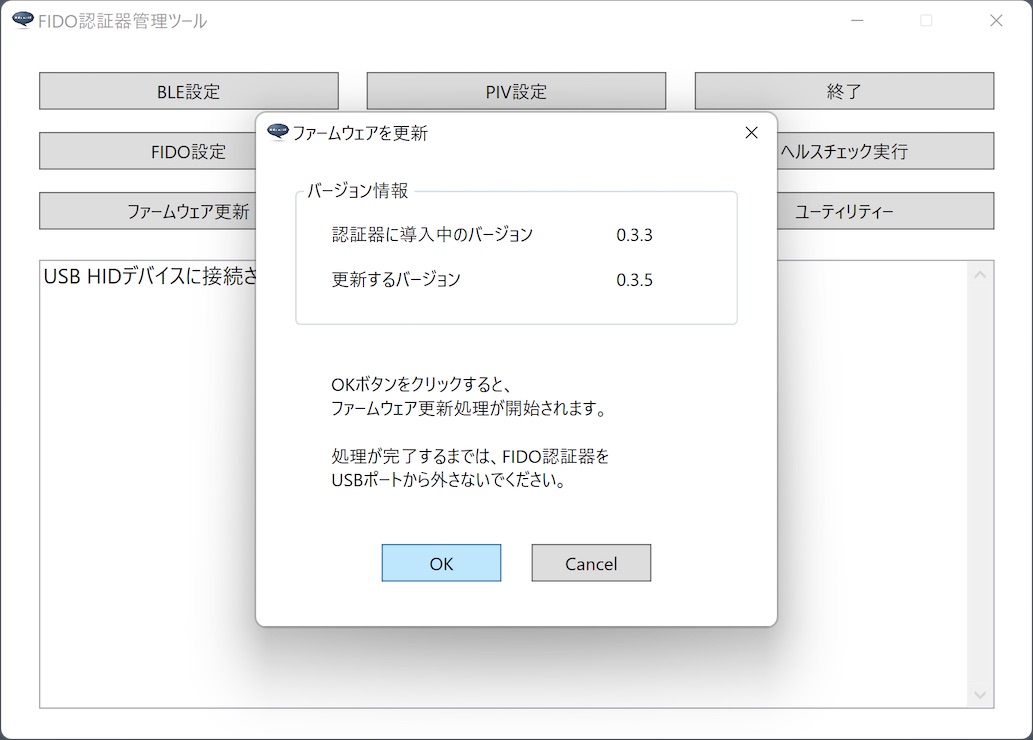 FIDO認証器管理ツール
BLE設定
PIV設定
終了
FIDO設定
ヘルスチェック実行
ファームウェア更新
ユーティリティー
USB HIDデバイスに接続さ
ファームウェアを更新
バージョン情報
認証器に導入中のバージョン 0.3.3
更新するバージョン 0.3.5
OKボタンをクリックすると、
ファームウェア更新処理が開始されます。
処理が完了するまでは、FIDO認証器を
USBポートから外さないでください。
OK
Cancel